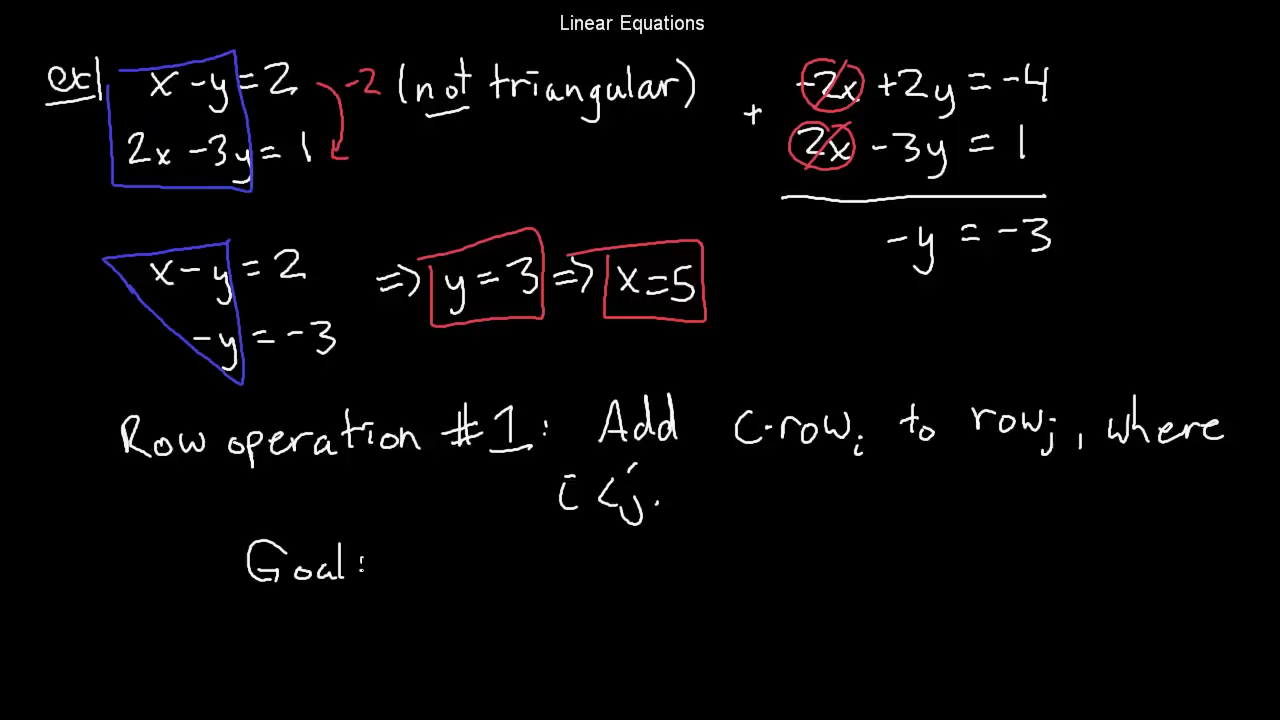 Linear Equations
ex| x - y = 2 -2 (not triangular)
2x - 3y = 1
-2x + 2y = -4
+ 2x - 3y = 1
-y = -3
x - y = 2 => y = 3 => x = 5
-y = -3
Row operation #1: Add c·rowᵢ to rowⱼ, where
i < j.
Goal: